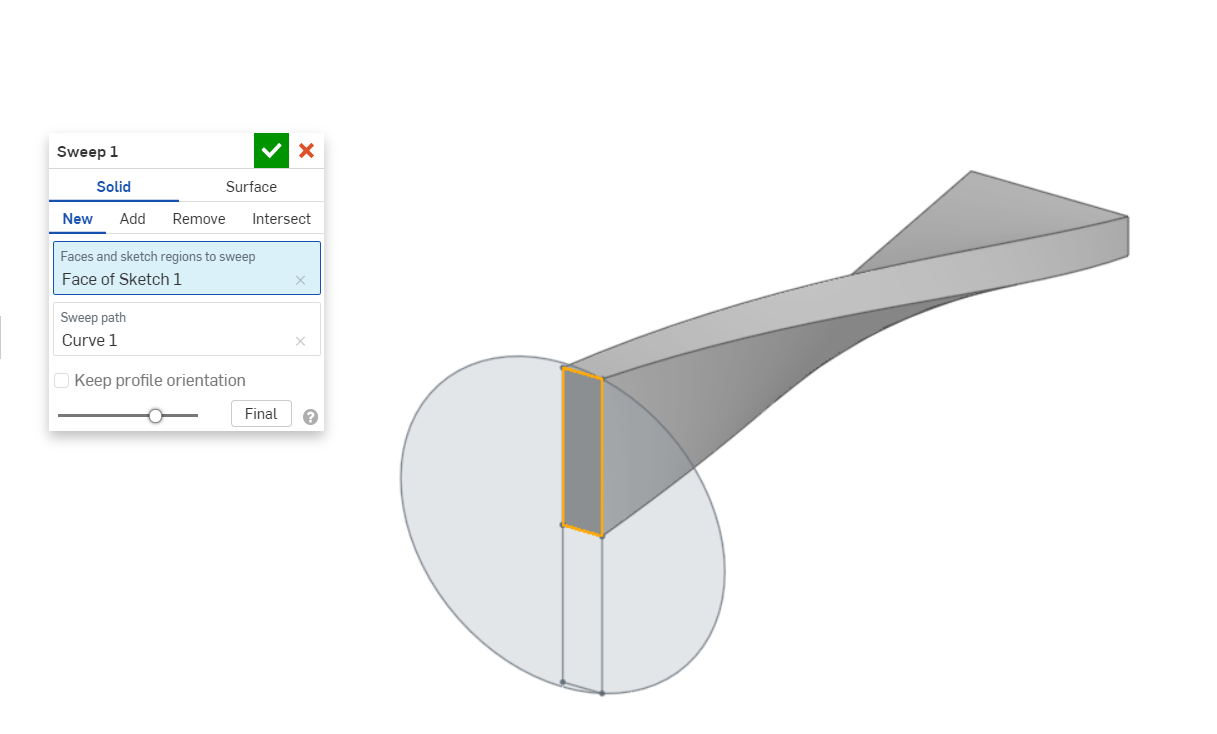 Sweep 1
Solid Surface
New Add Remove Intersect
Faces and sketch regions to sweep
Face of Sketch 1
Sweep path
Curve 1
Keep profile orientation
Final ?